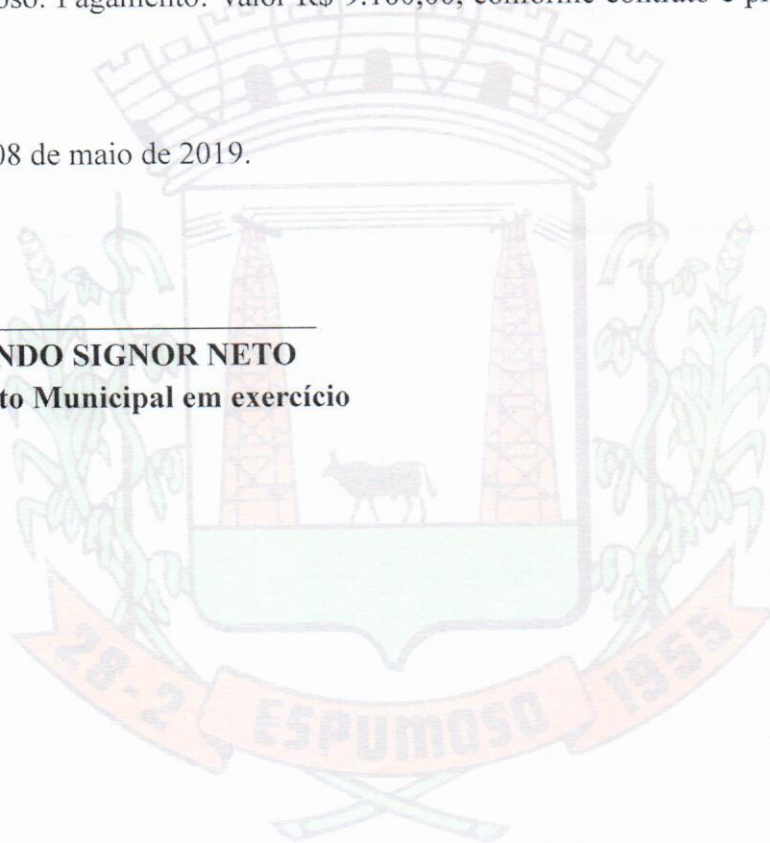 oso. Pagamento. Valor R$ 9.100,00, conforme contrato e
08 de maio de 2019.
NDO SIGNOR NETO
to Municipal em exercício
28-2 ESPUMOSO 1955